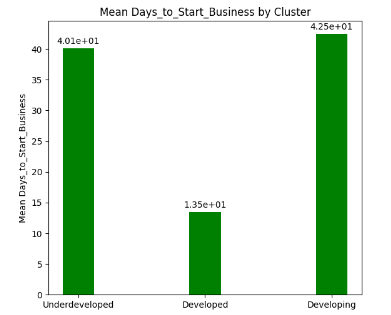 Mean Days_to_Start_Business by Cluster
Mean Days_to_Start_Business
40
35
30
25
20
15
10
5
0
4.01e+01
1.35e+01
4.25e+01
Underdeveloped
Developed
Developing